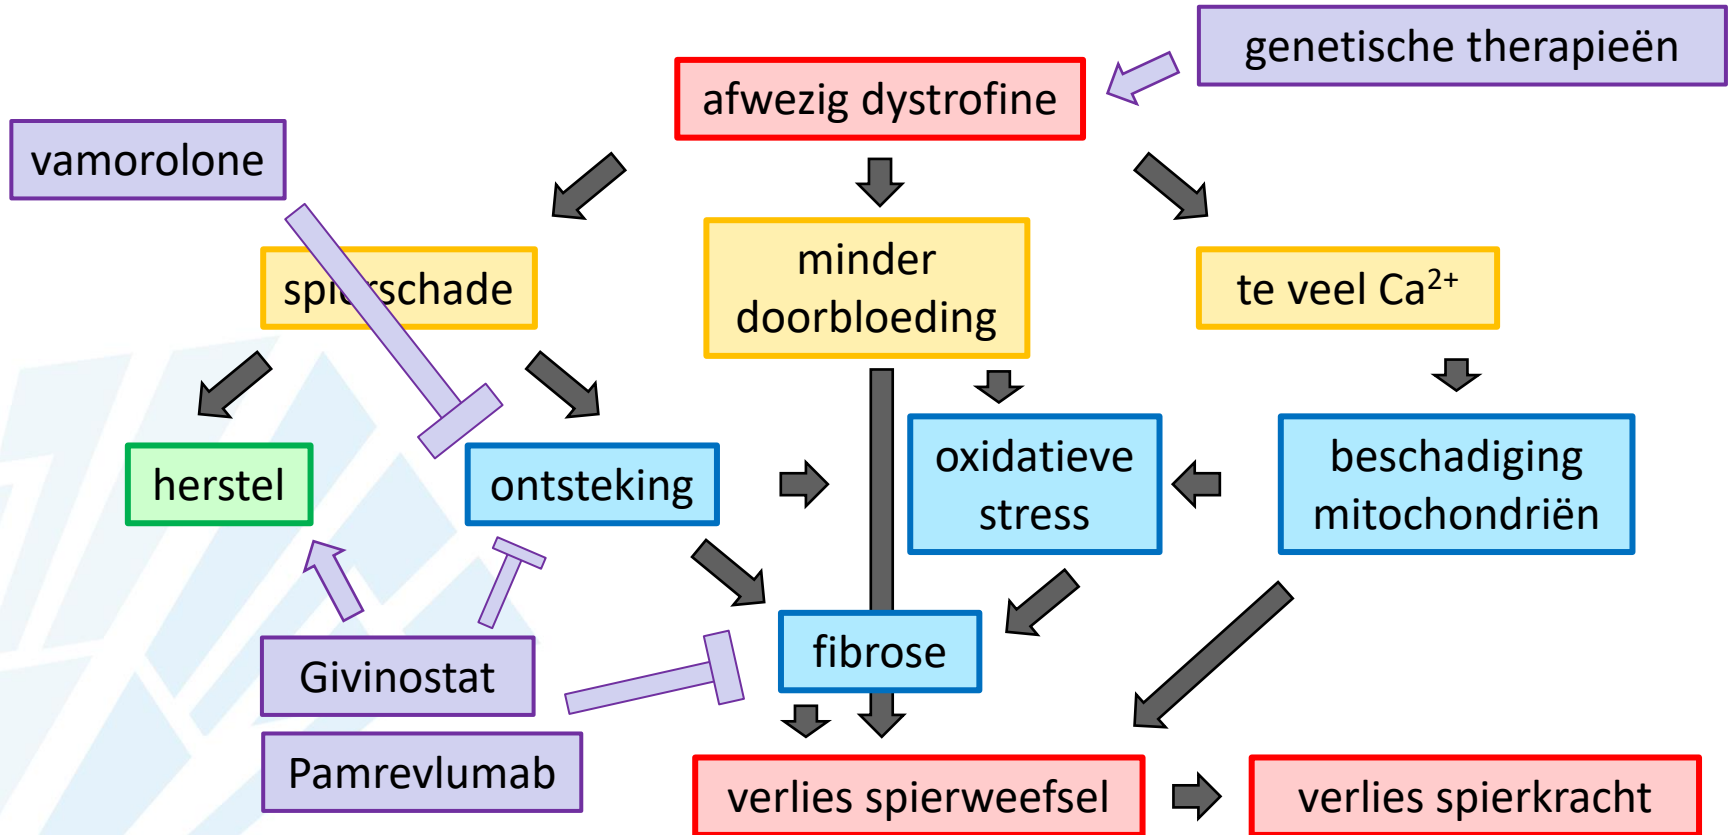 genetische therapieën
afwezig dystrofine
vamorolone
spierschade
minder
doorbloeding
te veel Ca²⁺
herstel
ontsteking
oxidatieve
stress
beschadiging
mitochondriën
Givinostat
fibrose
Pamrevlumab
verlies spierweefsel
verlies spierkracht